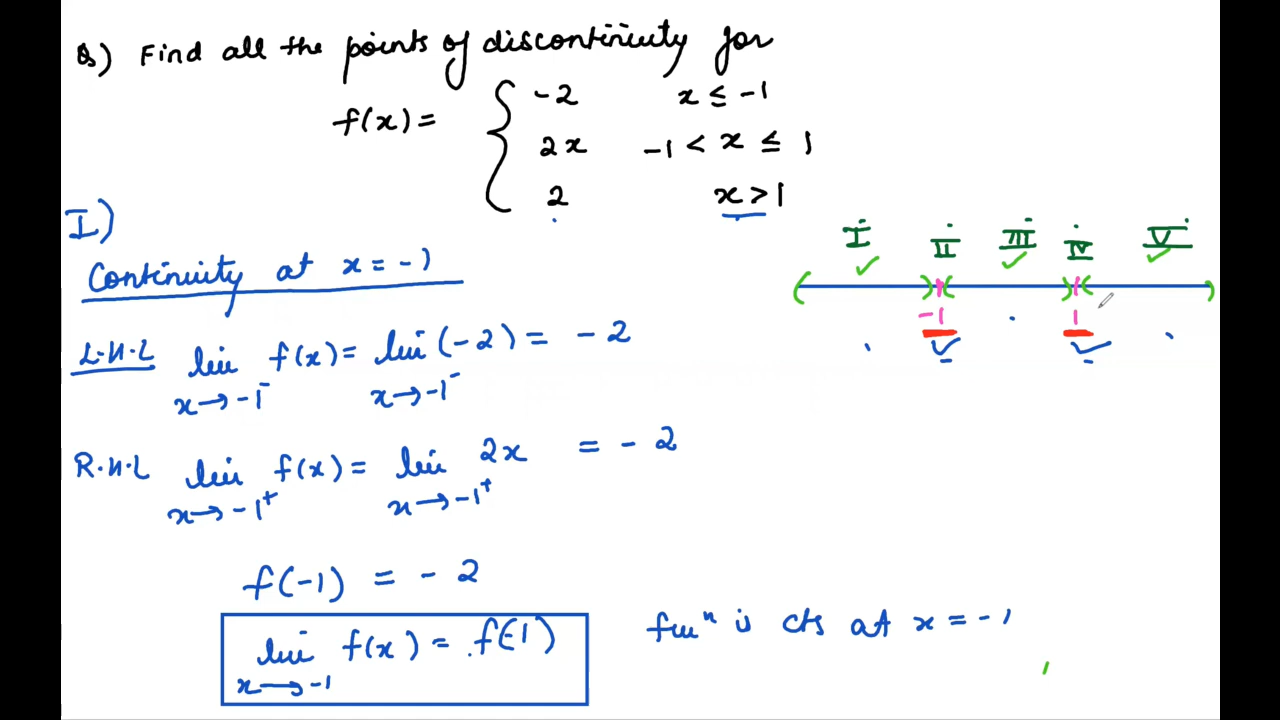 Q) Find all the points of discontinuity for
f(x) = { -2 x ≤ -1
2x -1 < x ≤ 1
2 x > 1
I)
Continuity at x = -1
I II III IV V
-1 1
L.H.L lim f(x) = lim (-2) = -2
x→-1⁻ x→-1⁻
R.H.L lim f(x) = lim 2x = -2
x→-1⁺ x→-1⁺
f(-1) = -2
lim f(x) = f(-1) funⁿ is cts at x = -1
x→-1